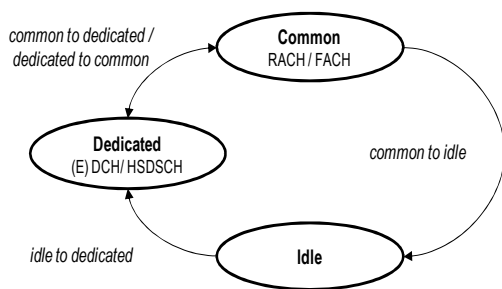 common to dedicated /
dedicated to common
Common
RACH / FACH
Dedicated
(E) DCH/ HSDSCH
common to idle
idle to dedicated
Idle